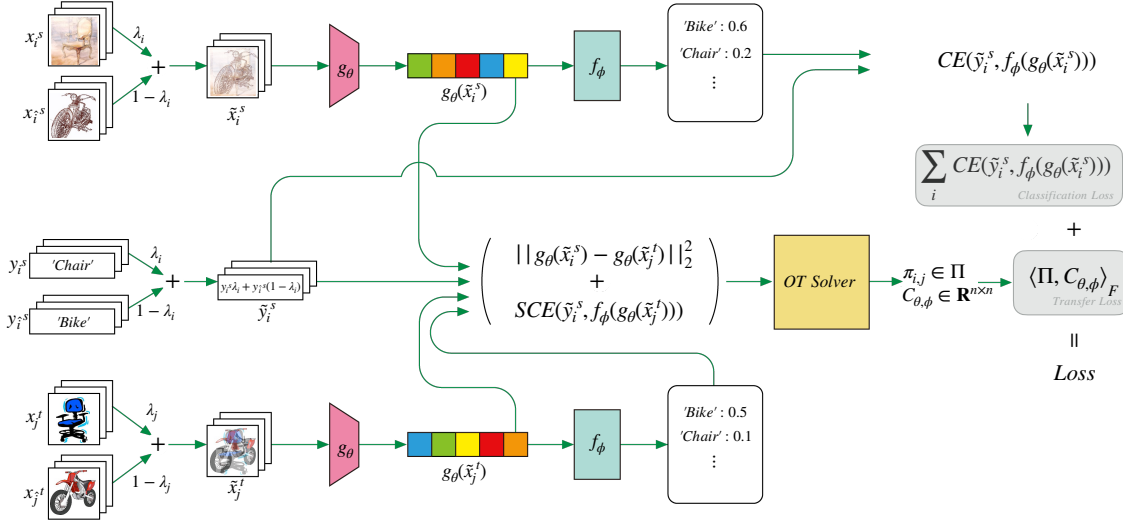 x_i^s
λ_i
+
1 − λ_i
x_î^s
x̃_i^s
g_θ
g_θ(x̃_i^s)
f_ϕ
'Bike' : 0.6
'Chair' : 0.2
⋮
CE(ỹ_i^s, f_ϕ(g_θ(x̃_i^s)))
∑_i CE(ỹ_i^s, f_ϕ(g_θ(x̃_i^s)))
Classification Loss
+
y_i^s
'Chair'
λ_i
+
1 − λ_i
y_î^s
'Bike'
y_i^s λ_i + y_î^s(1 − λ_i)
ỹ_i^s
||g_θ(x̃_i^s) − g_θ(x̃_j^t)||_2^2
+
SCE(ỹ_i^s, f_ϕ(g_θ(x̃_j^t)))
OT Solver
π_{i,j} ∈ Π
C_{θ,ϕ} ∈ R^{n×n}
⟨Π, C_{θ,ϕ}⟩_F
Transfer Loss
=
Loss
x_j^t
λ_j
+
1 − λ_j
x_ĵ^t
x̃_j^t
g_θ
g_θ(x̃_j^t)
f_ϕ
'Bike' : 0.5
'Chair' : 0.1
⋮